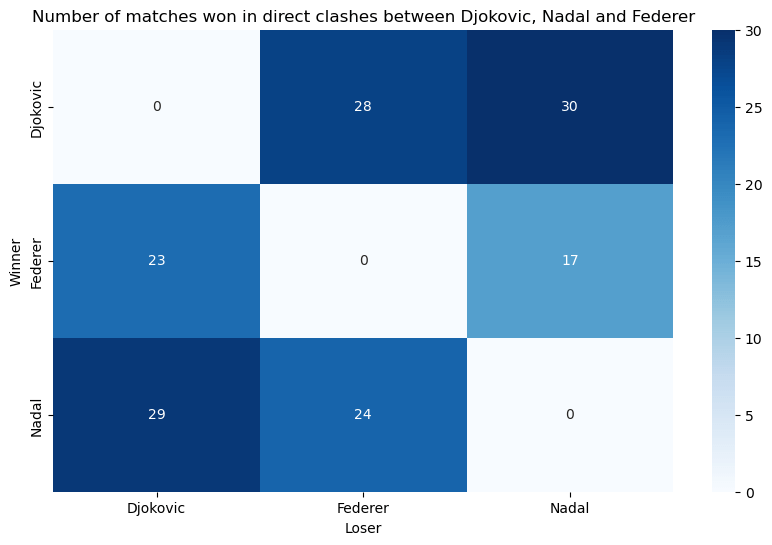 Number of matches won in direct clashes between Djokovic, Nadal and Federer
Winner
Djokovic
0
28
30
Federer
23
0
17
Nadal
29
24
0
Djokovic
Federer
Nadal
Loser
30
25
20
15
10
5
0